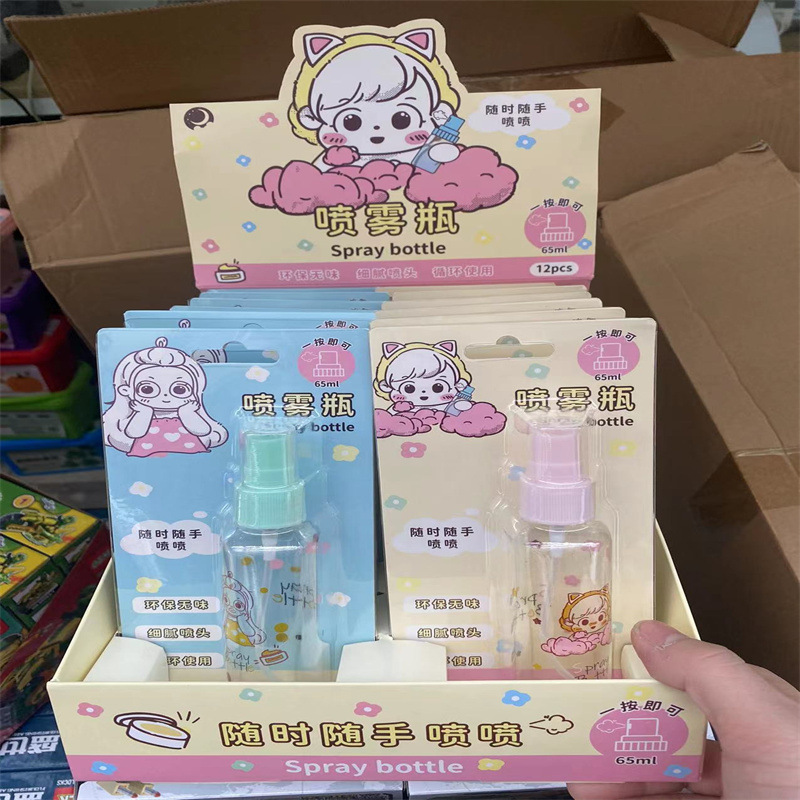 随时随手
喷喷
喷雾瓶
Spray bottle
一按即可
65ml
环保无味 细腻喷头 循环使用
12pcs
一按即可
65ml
喷雾瓶
Spray bottle
随时随手
喷喷
环保无味
细腻喷头
环使用
一按即可
65ml
喷雾瓶
Spray bottle
随时随手
喷喷
环保无味
细腻喷头
环使用
Spray
随时随手喷喷
Spray bottle
一按即可
65ml